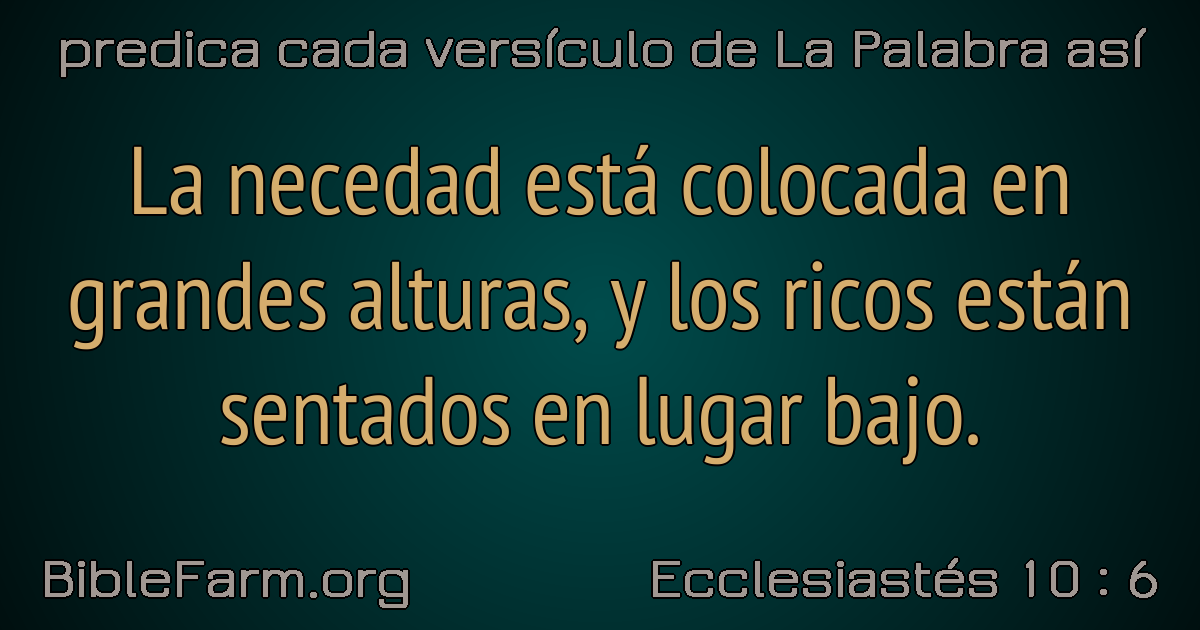 predica cada versículo de La Palabra así
La necedad está colocada en
grandes alturas, y los ricos están
sentados en lugar bajo.
BibleFarm.org
Ecclesiastés 10 : 6